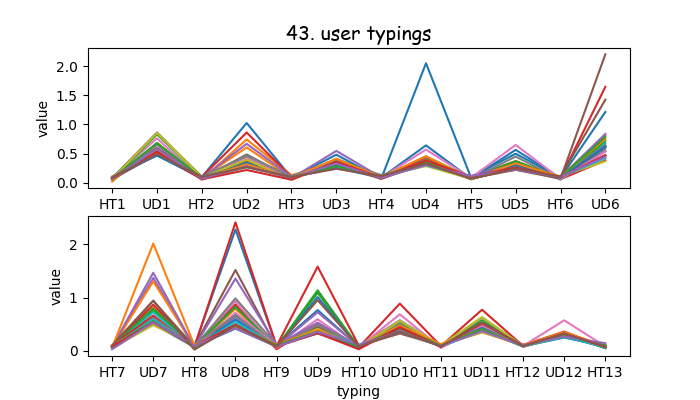 43. user typings
2.0
1.5
1.0
0.5
0.0
value
HT1 UD1 HT2 UD2 HT3 UD3 HT4 UD4 HT5 UD5 HT6 UD6
2
1
0
value
HT7 UD7 HT8 UD8 HT9 UD9 HT10 UD10 HT11 UD11 HT12 UD12 HT13
typing